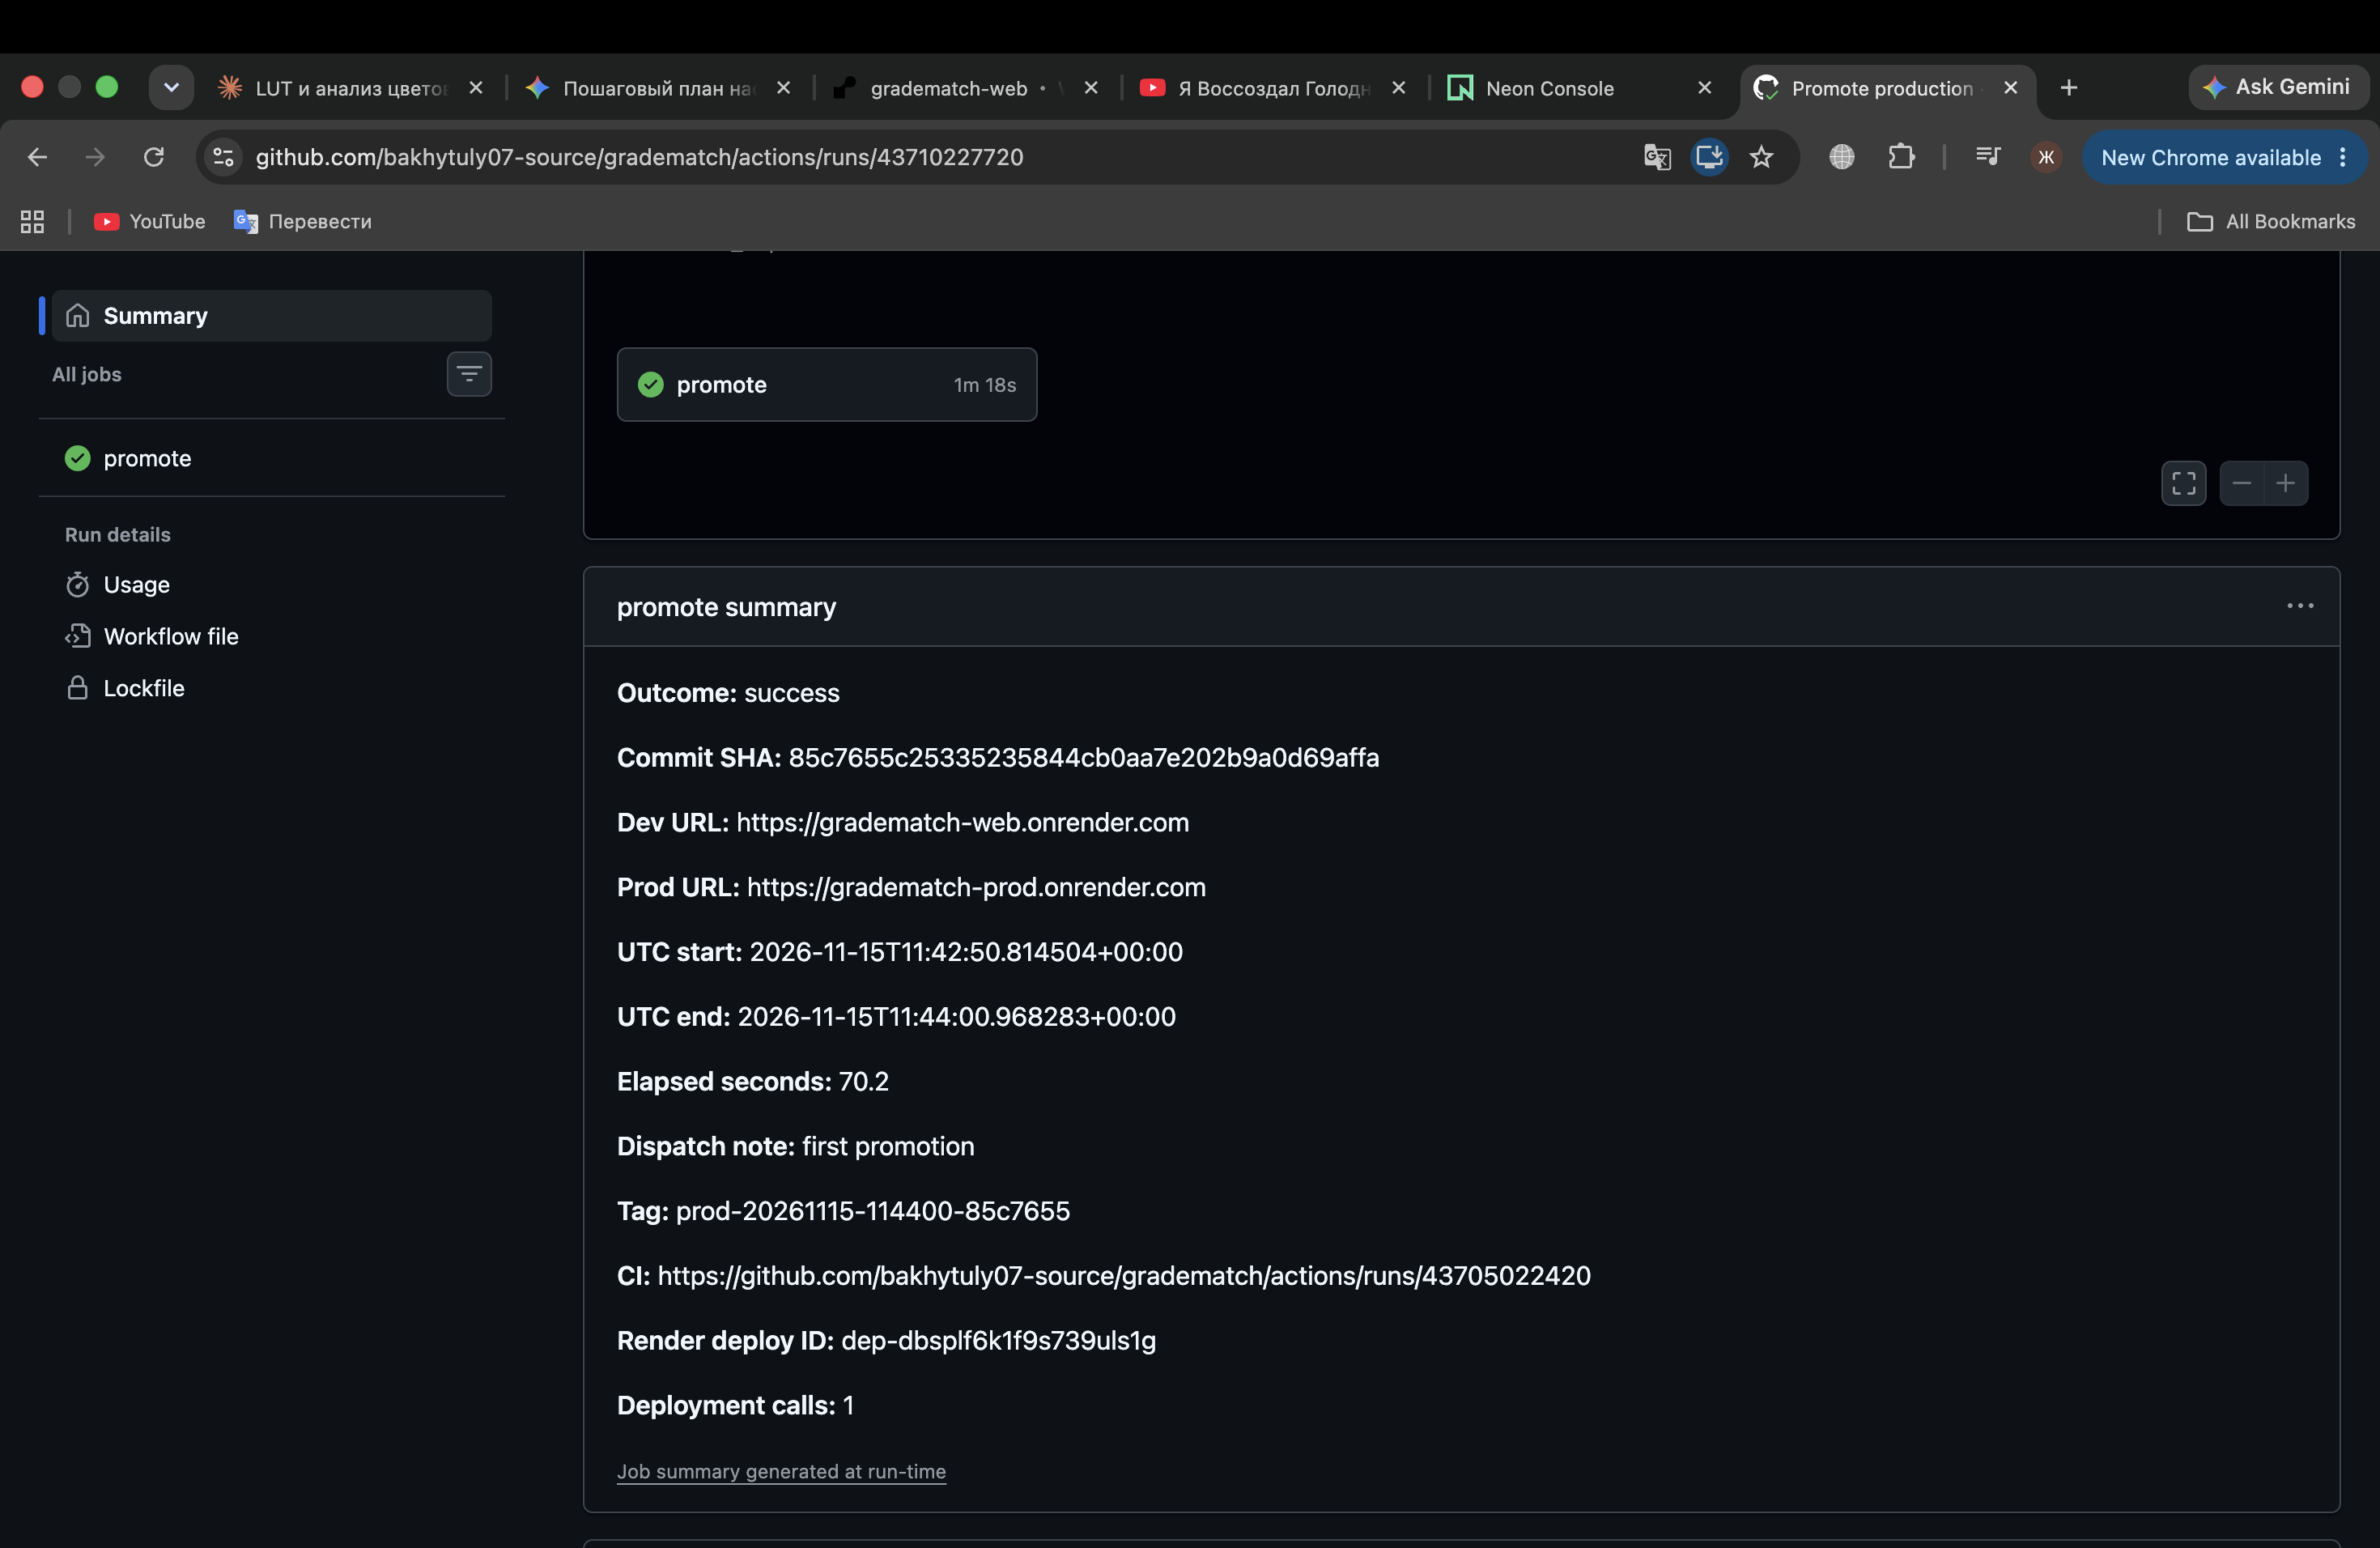 LUT и анализ цвето
Пошаговый план на
gradematch-web •
Я Воссоздал Голодн
Neon Console
Promote production
Ask Gemini
github.com/bakhytuly07-source/gradematch/actions/runs/43710227720
Ж
New Chrome available
YouTube
Перевести
All Bookmarks
Summary
All jobs
promote
Run details
Usage
Workflow file
Lockfile
promote 1m 18s
promote summary
Outcome: success
Commit SHA: 85c7655c25335235844cb0aa7e202b9a0d69affa
Dev URL: https://gradematch-web.onrender.com
Prod URL: https://gradematch-prod.onrender.com
UTC start: 2026-11-15T11:42:50.814504+00:00
UTC end: 2026-11-15T11:44:00.968283+00:00
Elapsed seconds: 70.2
Dispatch note: first promotion
Tag: prod-20261115-114400-85c7655
CI: https://github.com/bakhytuly07-source/gradematch/actions/runs/43705022420
Render deploy ID: dep-dbsplf6k1f9s739uls1g
Deployment calls: 1
Job summary generated at run-time